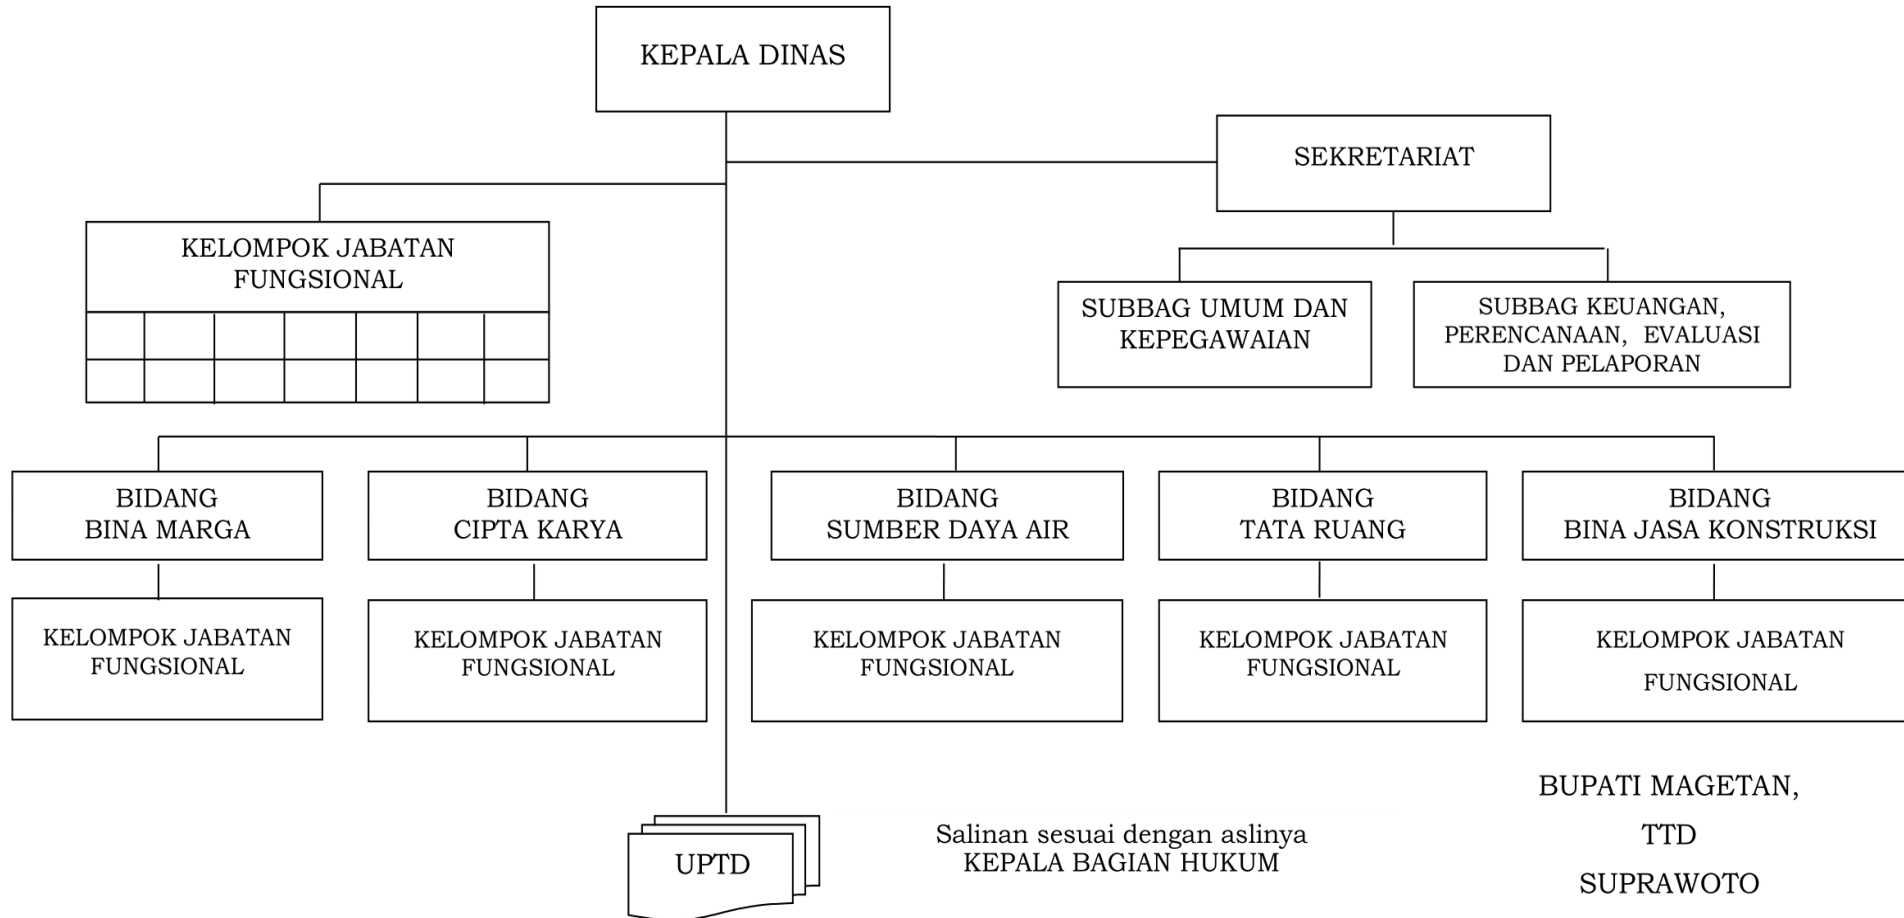 KEPALA DINAS
SEKRETARIAT
KELOMPOK JABATAN
FUNGSIONAL
SUBBAG UMUM DAN
KEPEGAWAIAN
SUBBAG KEUANGAN,
PERENCANAAN, EVALUASI
DAN PELAPORAN
BIDANG
BINA MARGA
BIDANG
CIPTA KARYA
BIDANG
SUMBER DAYA AIR
BIDANG
TATA RUANG
BIDANG
BINA JASA KONSTRUKSI
KELOMPOK JABATAN
FUNGSIONAL
KELOMPOK JABATAN
FUNGSIONAL
KELOMPOK JABATAN
FUNGSIONAL
KELOMPOK JABATAN
FUNGSIONAL
KELOMPOK JABATAN
FUNGSIONAL
UPTD
Salinan sesuai dengan aslinya
KEPALA BAGIAN HUKUM
BUPATI MAGETAN,
TTD
SUPRAWOTO